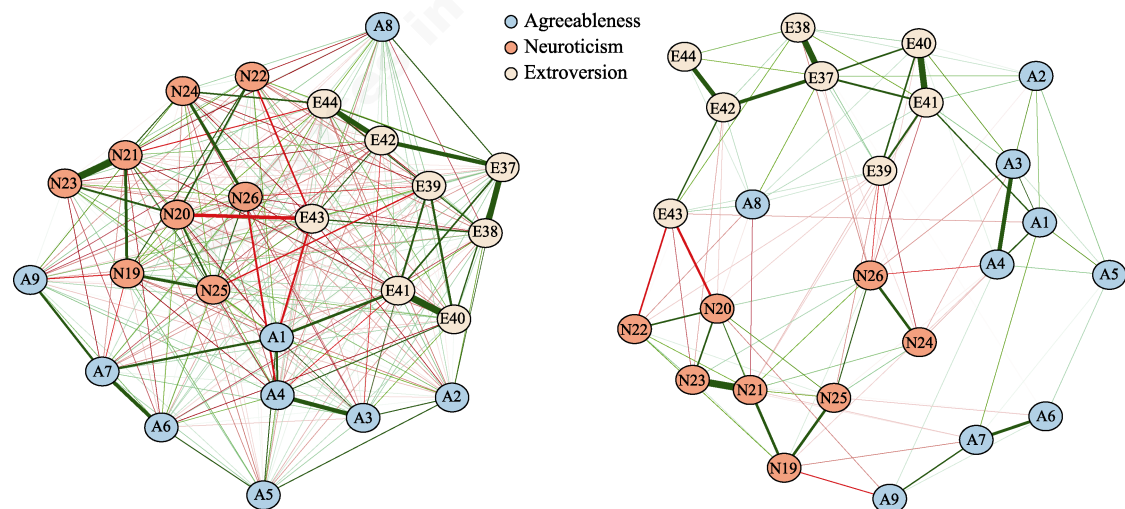 Agreeableness
Neuroticism
Extroversion
A8
N22
N24
E44
E42
N21
E37
N23
E39
N26
N20
E43
E38
N19
A9
N25
E41
E40
A1
A7
A4
A2
A3
A6
A5
E38
E40
E44
E37
A2
E41
E42
A3
E39
A8
E43
A1
A4
A5
N26
N20
N22
N24
N23
N21
N25
A6
A7
N19
A9